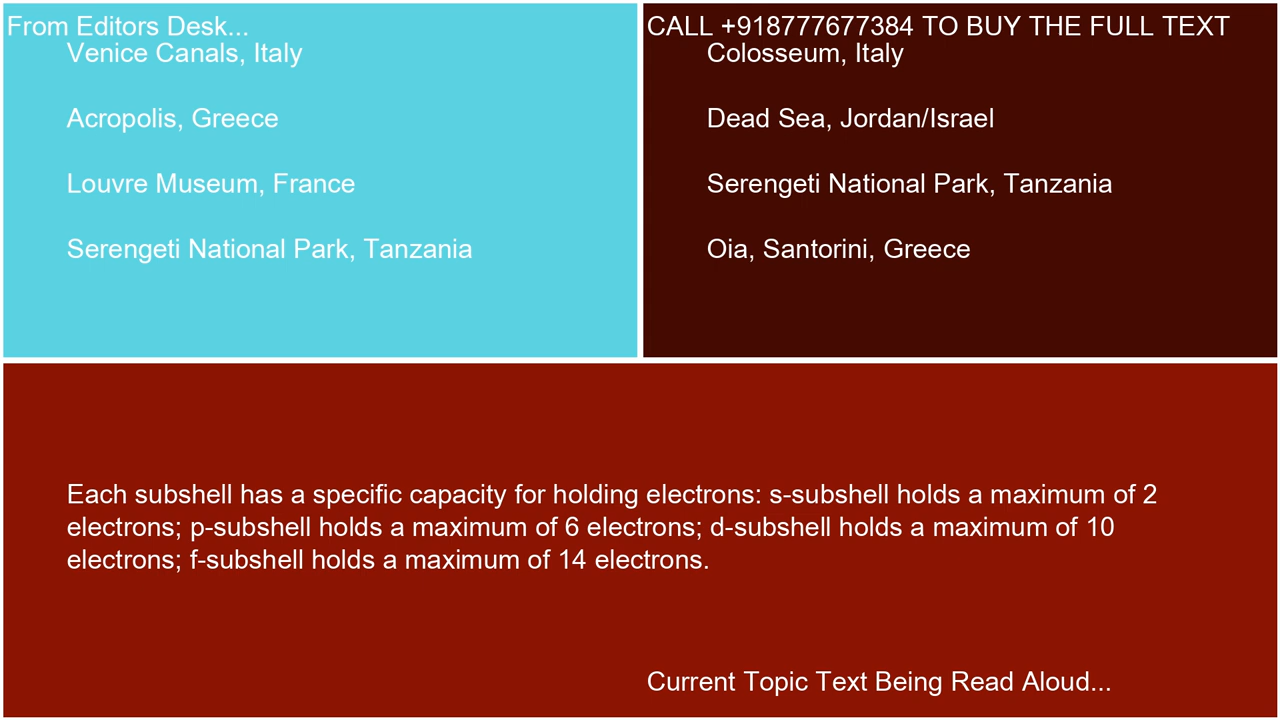 From Editors Desk...
Venice Canals, Italy
Acropolis, Greece
Louvre Museum, France
Serengeti National Park, Tanzania
CALL +918777677384 TO BUY THE FULL TEXT
Colosseum, Italy
Dead Sea, Jordan/Israel
Serengeti National Park, Tanzania
Oia, Santorini, Greece
Each subshell has a specific capacity for holding electrons: s-subshell holds a maximum of 2
electrons; p-subshell holds a maximum of 6 electrons; d-subshell holds a maximum of 10
electrons; f-subshell holds a maximum of 14 electrons.
Current Topic Text Being Read Aloud...